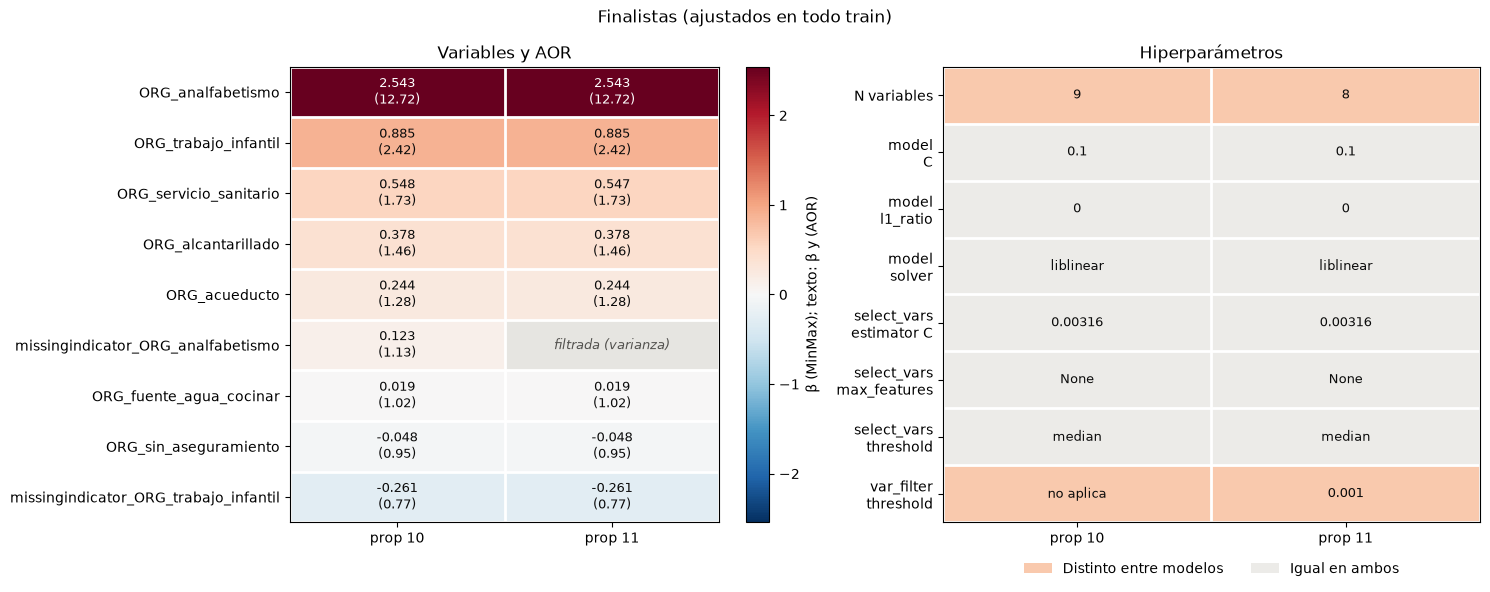 Finalistas (ajustados en todo train)
Variables y AOR
ORG_analfabetismo
2.543
(12.72)
2.543
(12.72)
ORG_trabajo_infantil
0.885
(2.42)
0.885
(2.42)
ORG_servicio_sanitario
0.548
(1.73)
0.547
(1.73)
ORG_alcantarillado
0.378
(1.46)
0.378
(1.46)
ORG_acueducto
0.244
(1.28)
0.244
(1.28)
missingindicator_ORG_analfabetismo
0.123
(1.13)
filtrada (varianza)
ORG_fuente_agua_cocinar
0.019
(1.02)
0.019
(1.02)
ORG_sin_aseguramiento
-0.048
(0.95)
-0.048
(0.95)
missingindicator_ORG_trabajo_infantil
-0.261
(0.77)
-0.261
(0.77)
prop 10
prop 11
2
1
0
−1
−2
β (MinMax); texto: β y (AOR)
Hiperparámetros
N variables
9
8
model
C
0.1
0.1
model
l1_ratio
0
0
model
solver
liblinear
liblinear
select_vars
estimator C
0.00316
0.00316
select_vars
max_features
None
None
select_vars
threshold
median
median
var_filter
threshold
no aplica
0.001
prop 10
prop 11
Distinto entre modelos
Igual en ambos